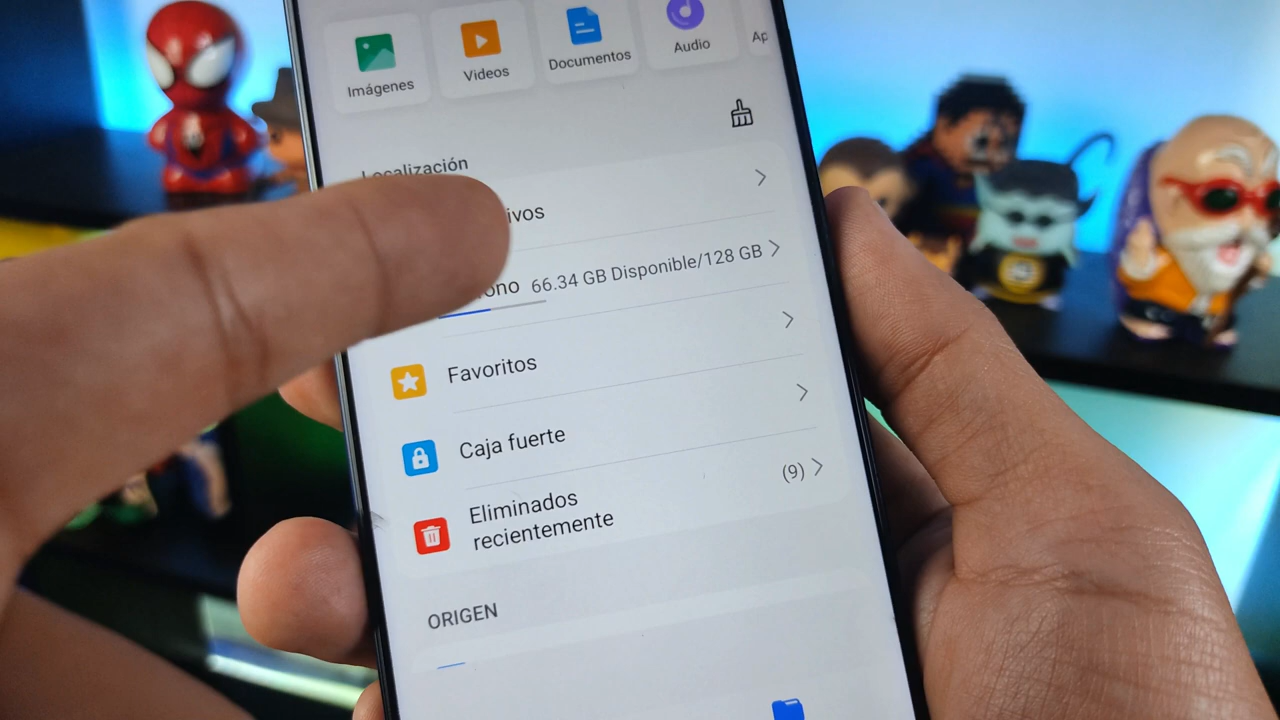 Imágenes
Videos
Documentos
Audio
Ap
Localización
ivos
ono 66.34 GB Disponible/128 GB
Favoritos
Caja fuerte
Eliminados
recientemente
(9)
ORIGEN